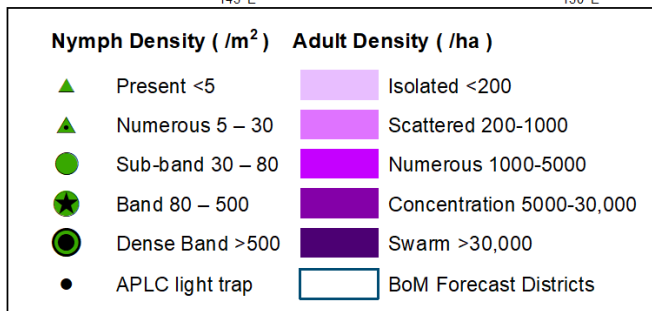 Nymph Density ( /m² ) Adult Density ( /ha )
Present <5 Isolated <200
Numerous 5 – 30 Scattered 200-1000
Sub-band 30 – 80 Numerous 1000-5000
Band 80 – 500 Concentration 5000-30,000
Dense Band >500 Swarm >30,000
APLC light trap BoM Forecast Districts